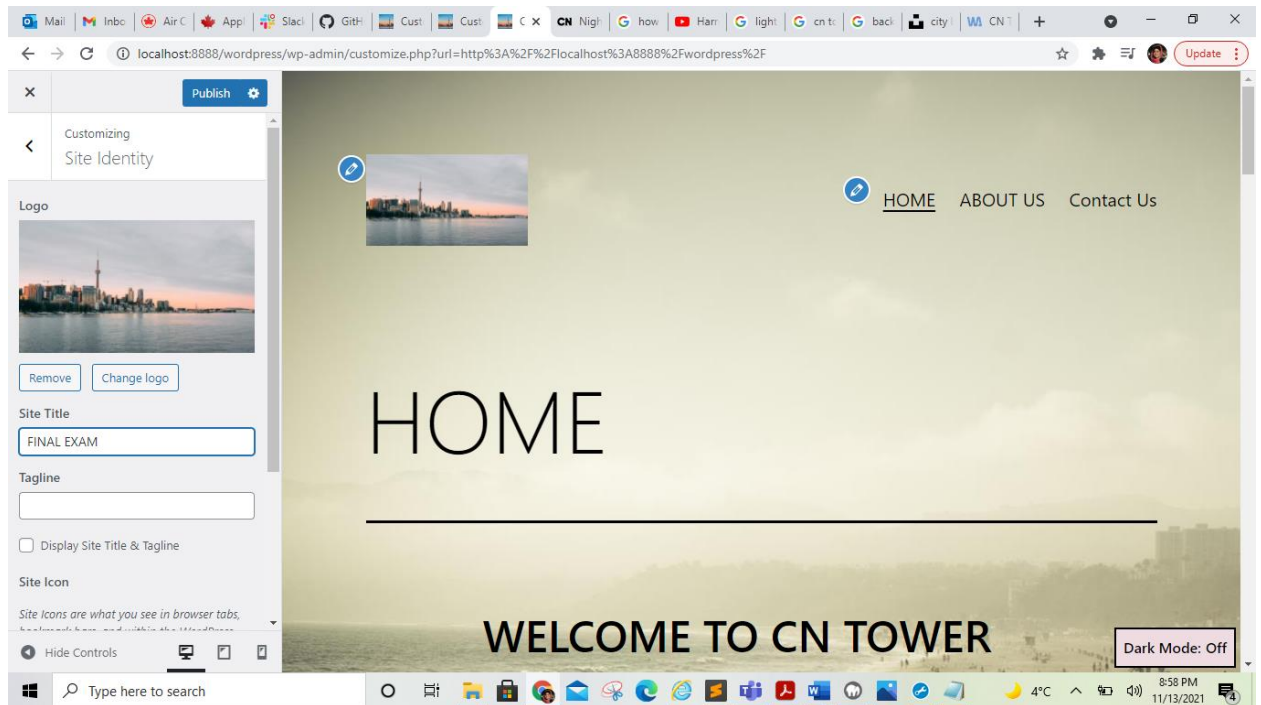 Mail Inbo Air C Appl Slac GitH Cust Cust C CN Nigh how Harr light cn to back city CN T
localhost:8888/wordpress/wp-admin/customize.php?url=http%3A%2F%2Flocalhost%3A8888%2Fwordpress%2F
Update
Publish
Customizing
Site Identity
Logo
Remove Change logo
Site Title
FINAL EXAM
Tagline
Display Site Title & Tagline
Site Icon
Site Icons are what you see in browser tabs,
Hide Controls
HOME ABOUT US Contact Us
HOME
WELCOME TO CN TOWER
Dark Mode: Off
Type here to search
4°C
8:58 PM
11/13/2021
4